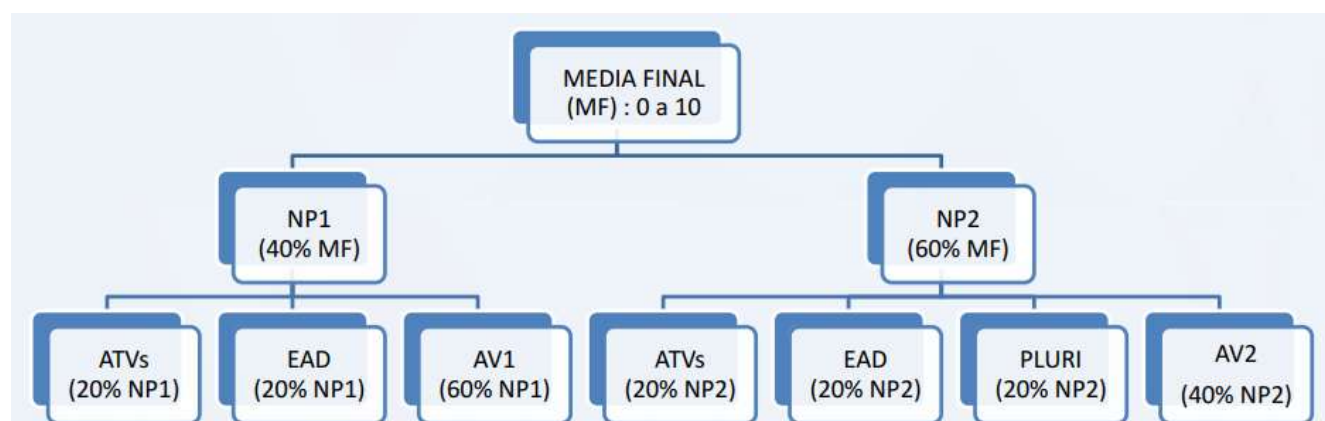 MEDIA FINAL
(MF) : 0 a 10
NP1
(40% MF)
NP2
(60% MF)
ATVs
(20% NP1)
EAD
(20% NP1)
AV1
(60% NP1)
ATVs
(20% NP2)
EAD
(20% NP2)
PLURI
(20% NP2)
AV2
(40% NP2)